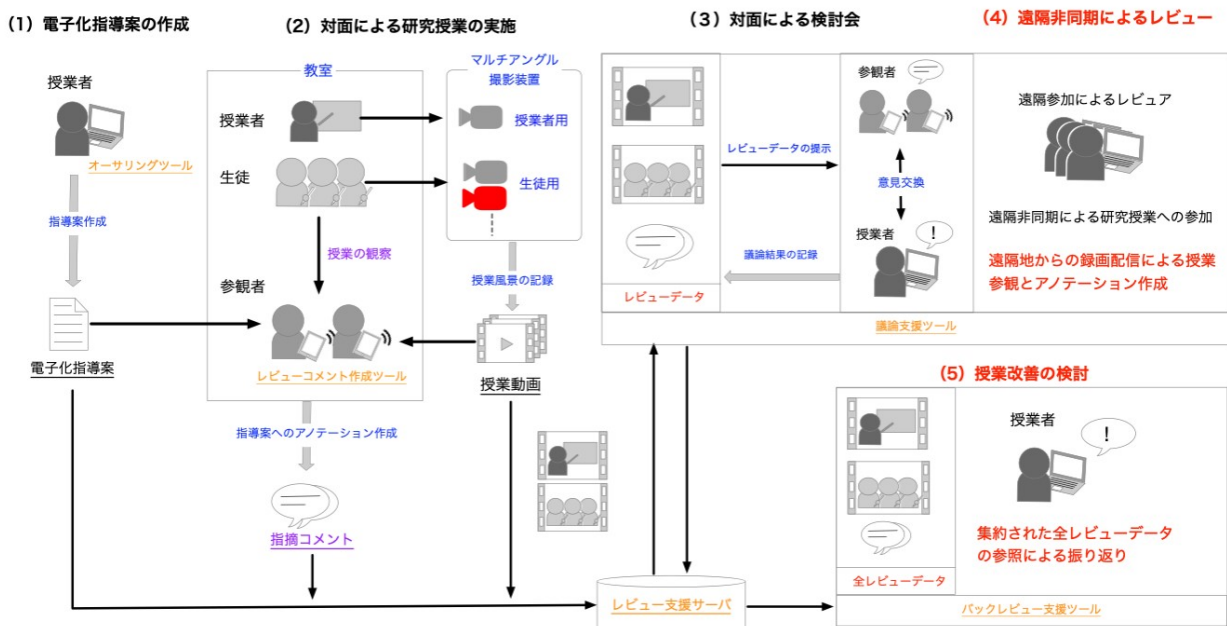 (1)電子化指導案の作成
授業者
オーサリングツール
指導案作成
電子化指導案
(2)対面による研究授業の実施
教室
授業者
生徒
授業の観察
参観者
レビューコメント作成ツール
指導案へのアノテーション作成
指摘コメント
マルチアングル
撮影装置
授業者用
生徒用
授業風景の記録
授業動画
(3)対面による検討会
レビューデータ
レビューデータの提示
議論結果の記録
参観者
意見交換
授業者
!
議論支援ツール
(4)遠隔非同期によるレビュー
遠隔参加によるレビュア
遠隔非同期による研究授業への参加
遠隔地からの録画配信による授業
参観とアノテーション作成
レビュー支援サーバ
(5)授業改善の検討
全レビューデータ
授業者
!
集約された全レビューデータ
の参照による振り返り
バックレビュー支援ツール